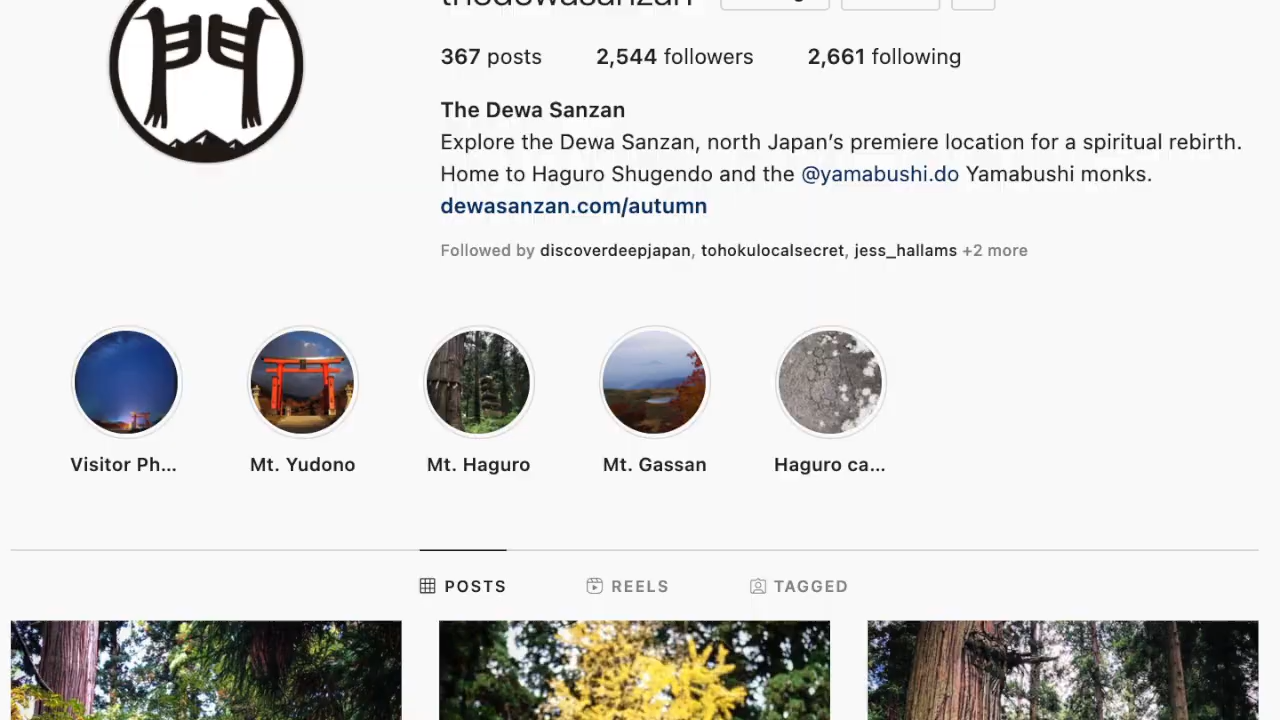 thedewasanzan
367 posts 2,544 followers 2,661 following
The Dewa Sanzan
Explore the Dewa Sanzan, north Japan’s premiere location for a spiritual rebirth.
Home to Haguro Shugendo and the @yamabushi.do Yamabushi monks.
dewasanzan.com/autumn
Followed by discoverdeepjapan, tohokulocalsecret, jess_hallams +2 more
Visitor Ph... Mt. Yudono Mt. Haguro Mt. Gassan Haguro ca...
POSTS REELS TAGGED